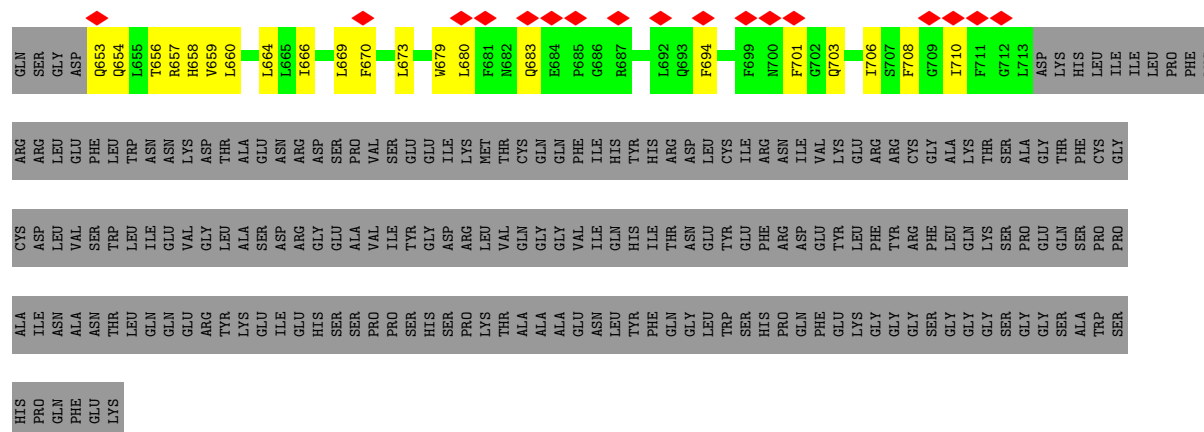 GLN SER GLY ASP Q653 Q654 L655 T656 R657 H658 V659 L660 L664 L665 I666 L669 F670 L673 W679 L680 F681 N682 Q683 E684 P685 G686 R687 L692 Q693 F694 F699 N700 F701 G702 Q703 I706 S707 F708 G709 I710 F711 G712 L713 ASP LYS HIS LEU ILE ILE LEU PRO PHE
ARG ARG LEU GLU PHE LEU TRP ASN ASN LYS ASP THR ALA GLU ASN ARG ASP SER PRO VAL SER GLU GLU ILE LYS MET THR CYS GLN GLN PHE ILE HIS TYR HIS ARG ASP LEU CYS ILE ARG ASN ILE VAL LYS GLU ARG ARG CYS GLY ALA LYS THR SER ALA GLY THR PHE CYS GLY
CYS ASP LEU VAL SER TRP LEU ILE GLU VAL GLY LEU ALA SER ASP ARG GLY GLU ALA VAL ILE TYR GLY ASP ARG LEU VAL GLN GLY GLY VAL ILE GLN HIS ILE THR ASN GLU TYR GLU PHE ARG ASP GLU TYR LEU PHE TYR ARG PHE LEU GLN LYS SER PRO GLU GLN SER PRO PRO
ALA ILE ASN ALA ASN THR LEU GLN GLN GLU ARG TYR LYS GLU ILE GLU HIS SER SER PRO PRO SER HIS SER PRO LYS THR ALA ALA ALA GLU ASN LEU TYR PHE GLN GLY LEU TRP SER HIS PRO GLN PHE GLU LYS GLY GLY GLY SER GLY GLY GLY SER GLY GLY SER ALA TRP SER
HIS PRO GLN PHE GLU LYS